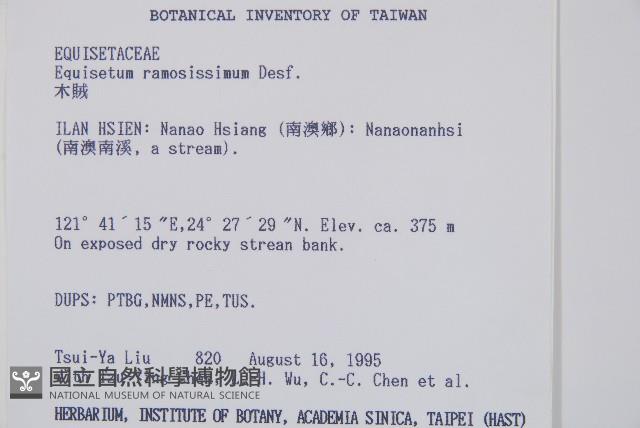 BOTANICAL INVENTORY OF TAIWAN
EQUISETACEAE
Equisetum ramosissimum Desf.
木賊
ILAN HSIEN: Nanao Hsiang (南澳鄉): Nanaonanhsi
(南澳南溪, a stream).
121° 41´15 ″E,24° 27´29 ″N. Elev. ca. 375 m
On exposed dry rocky strean bank.
DUPS: PTBG,NMNS,PE,TUS.
Tsui-Ya Liu 820 August 16, 1995
H. Wu, C.-C. Chen et al.
國立自然科學博物館
NATIONAL MUSEUM OF NATURAL SCIENCE
HERBARIUM, INSTITUTE OF BOTANY, ACADEMIA SINICA, TAIPEI (HAST)